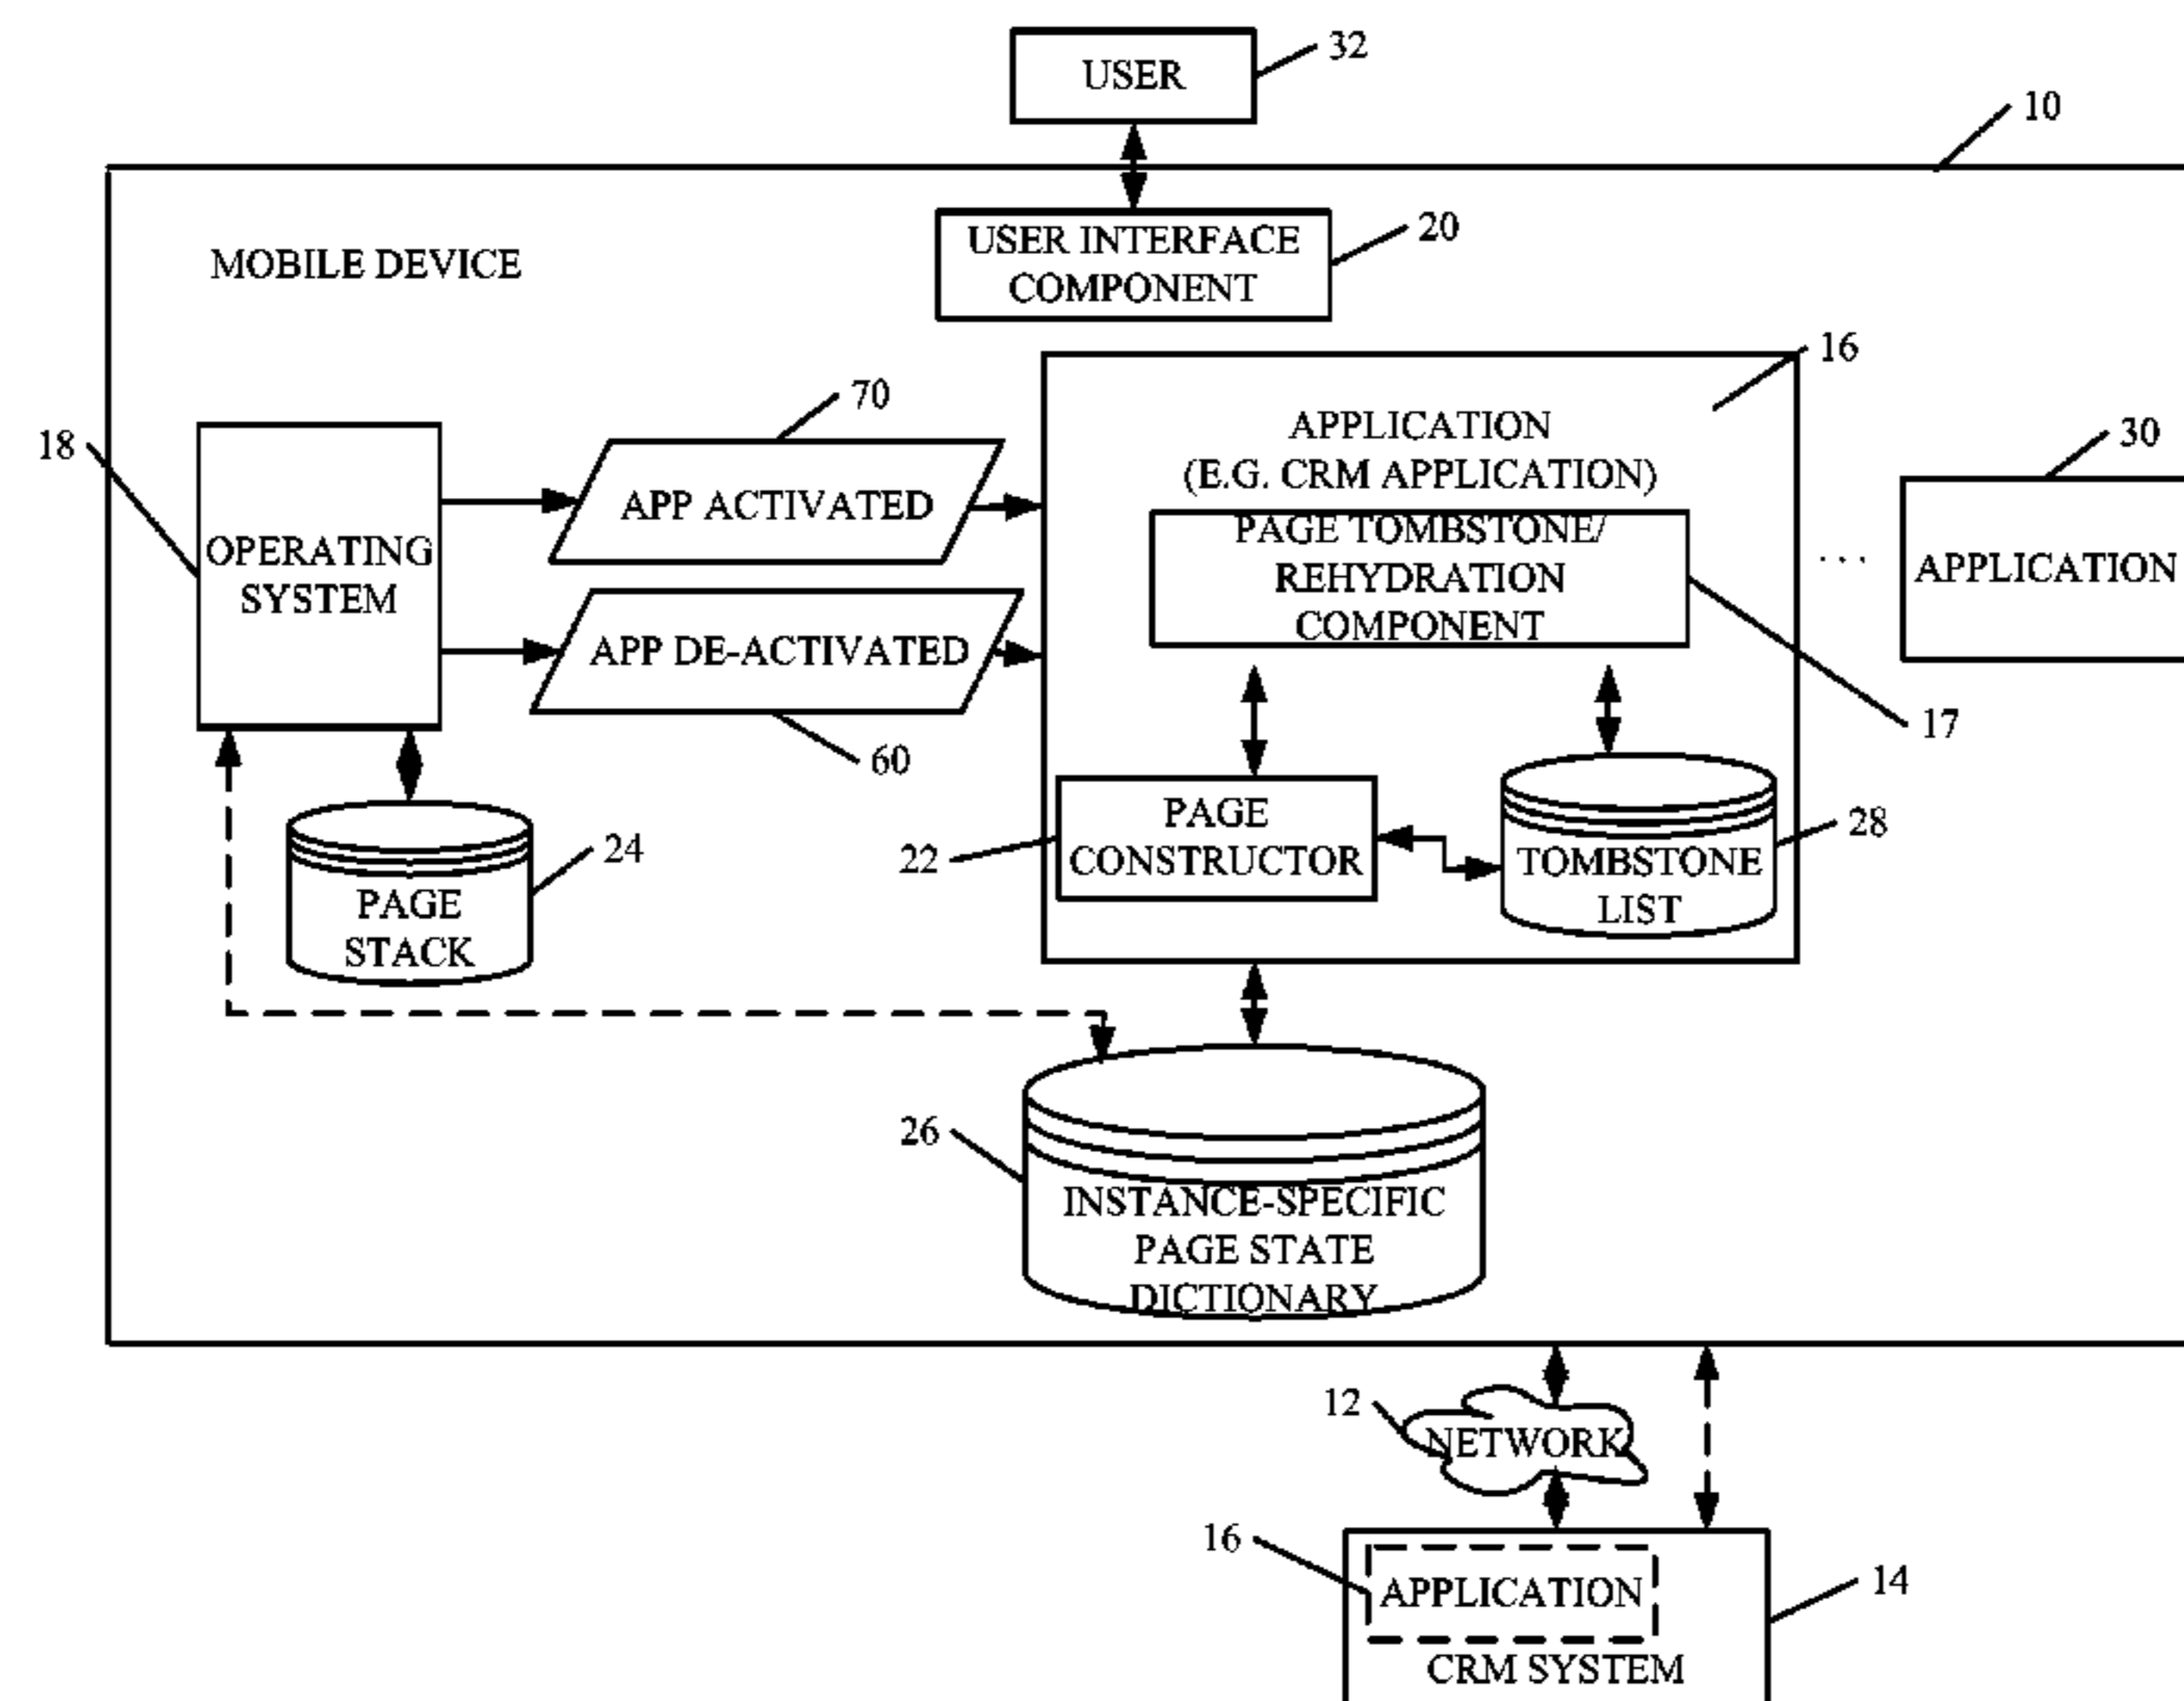 USER
32
10
MOBILE DEVICE
USER INTERFACE
COMPONENT
20
16
70
APPLICATION
(E.G. CRM APPLICATION)
30
18
APP ACTIVATED
OPERATING
SYSTEM
PAGE TOMBSTONE/
REHYDRATION
COMPONENT
. . .
APPLICATION
APP DE-ACTIVATED
17
60
PAGE
CONSTRUCTOR
22
28
TOMBSTONE
LIST
24
PAGE
STACK
26
INSTANCE-SPECIFIC
PAGE STATE
DICTIONARY
12
NETWORK
16
APPLICATION
14
CRM SYSTEM